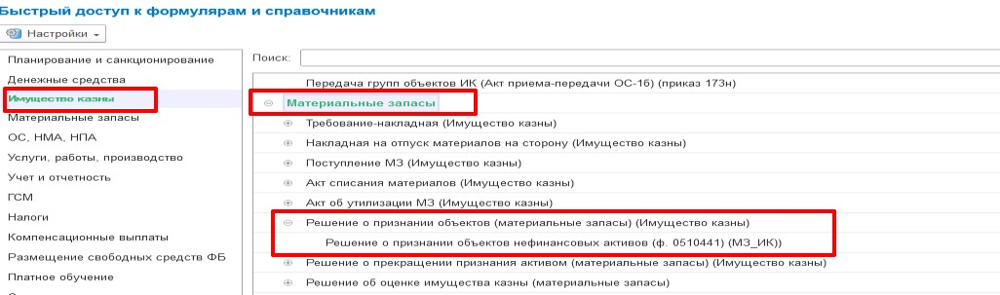 Быстрый доступ к формулярам и справочникам
Настройки
Планирование и санкционирование
Денежные средства
Имущество казны
Материальные запасы
ОС, НМА, НПА
Услуги, работы, производство
Учет и отчетность
ГСМ
Налоги
Компенсационные выплаты
Размещение свободных средств ФБ
Платное обучение
Поиск:
Передача групп объектов ИК (Акт приема-передачи ОС-1б) (приказ 173н)
Материальные запасы
Требование-накладная (Имущество казны)
Накладная на отпуск материалов на сторону (Имущество казны)
Поступление МЗ (Имущество казны)
Акт списания материалов (Имущество казны)
Акт об утилизации МЗ (Имущество казны)
Решение о признании объектов (материальные запасы) (Имущество казны)
Решение о признании объектов нефинансовых активов (ф. 0510441) (МЗ_ИК))
Решение о прекращении признания активом (материальные запасы) (Имущество казны)
Решение об оценке имущества казны (материальные запасы)